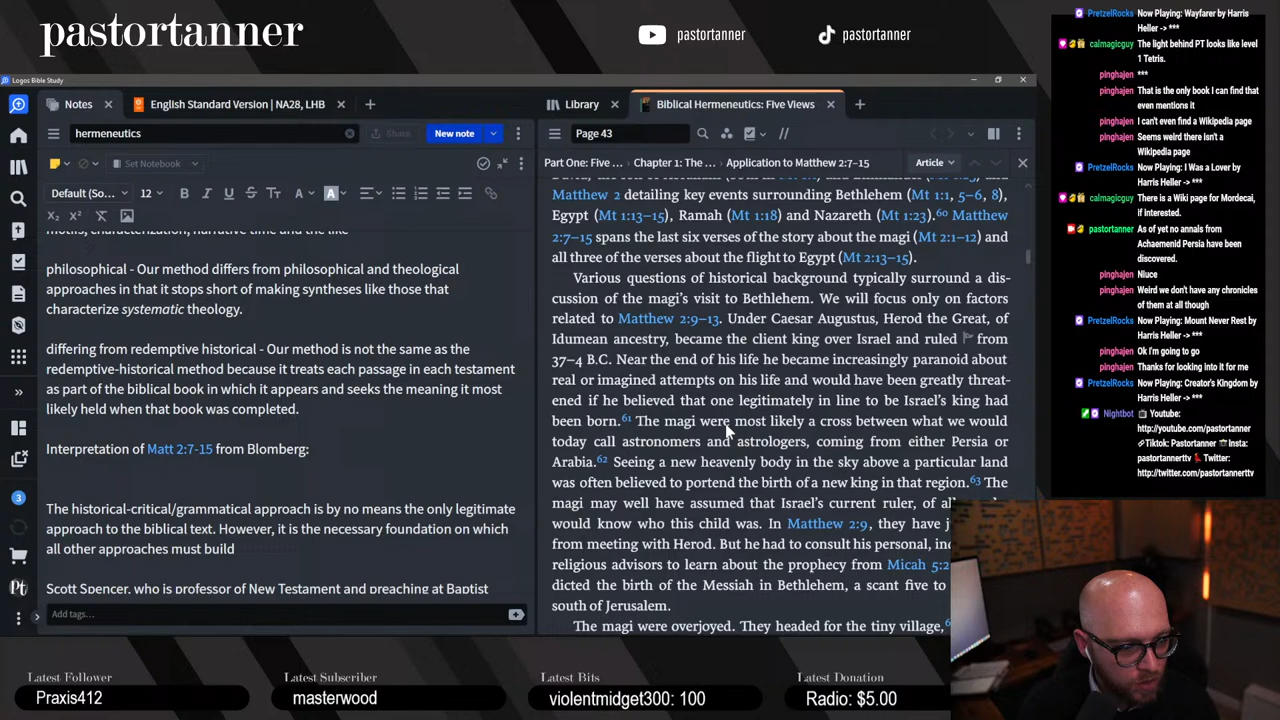 pastortanner
pastortanner
pastortanner
Logos Bible Study
Notes
English Standard Version | NA28, LHB
Library
Biblical Hermeneutics: Five Views
hermeneutics
Share
New note
Page 43
Set Notebook
Part One: Five ... > Chapter 1: The ... > Application to Matthew 2:7–15
Article
Default (So...
12
motifs, characterization, narrative time and the like
philosophical - Our method differs from philosophical and theological
approaches in that it stops short of making syntheses like those that
characterize systematic theology.
differing from redemptive historical - Our method is not the same as the
redemptive-historical method because it treats each passage in each testament
as part of the biblical book in which it appears and seeks the meaning it most
likely held when that book was completed.
Interpretation of Matt 2:7-15 from Blomberg:
The historical-critical/grammatical approach is by no means the only legitimate
approach to the biblical text. However, it is the necessary foundation on which
all other approaches must build
Scott Spencer, who is professor of New Testament and preaching at Baptist
Add tags...
3
Pt
Matthew 2 detailing key events surrounding Bethlehem (Mt 1:1, 5–6, 8),
Egypt (Mt 1:13–15), Ramah (Mt 1:18) and Nazareth (Mt 1:23).60 Matthew
2:7–15 spans the last six verses of the story about the magi (Mt 2:1–12) and
all three of the verses about the flight to Egypt (Mt 2:13–15).
Various questions of historical background typically surround a dis-
cussion of the magi's visit to Bethlehem. We will focus only on factors
related to Matthew 2:9–13. Under Caesar Augustus, Herod the Great, of
Idumean ancestry, became the client king over Israel and ruled from
37–4 B.C. Near the end of his life he became increasingly paranoid about
real or imagined attempts on his life and would have been greatly threat-
ened if he believed that one legitimately in line to be Israel's king had
been born.61 The magi were most likely a cross between what we would
today call astronomers and astrologers, coming from either Persia or
Arabia.62 Seeing a new heavenly body in the sky above a particular land
was often believed to portend the birth of a new king in that region.63 The
magi may well have assumed that Israel's current ruler, of
would know who this child was. In Matthew 2:9, they have
from meeting with Herod. But he had to consult his personal,
religious advisors to learn about the prophecy from Micah 5:2
dicted the birth of the Messiah in Bethlehem, a scant five to
south of Jerusalem.
The magi were overjoyed. They headed for the tiny village,
PretzelRocks Now Playing: Wayfarer by Harris
Heller -> ***
calmagicguy The light behind PT looks like level
1 Tetris.
pinghajen ***
pinghajen That is the only book I can find that
even mentions it
pinghajen I can't even find a Wikipedia page
pinghajen Seems weird there isn't a
Wikipedia page
PretzelRocks Now Playing: I Was a Lover by
Harris Heller -> ***
calmagicguy There is a Wiki page for Mordecai,
if Interested.
pastortanner As of yet no annals from
Achaemenid Persia have been
discovered.
pinghajen Niuce
pinghajen Weird we don't have any chronicles
of them at all though
PretzelRocks Now Playing: Mount Never Rest by
Harris Heller -> ***
pinghajen Ok I'm going to go
pinghajen Thanks for looking into it for me
PretzelRocks Now Playing: Creator's Kingdom by
Harris Heller -> ***
Nightbot Youtube:
http://youtube.com/pastortanner
Tiktok: Pastortanner Insta:
pastortannerttv Twitter:
http://twitter.com/pastortannerttv
Latest Follower
Praxis412
Latest Subscriber
masterwood
Latest Bits
violentmidget300: 100
Latest Donation
Radio: $5.00